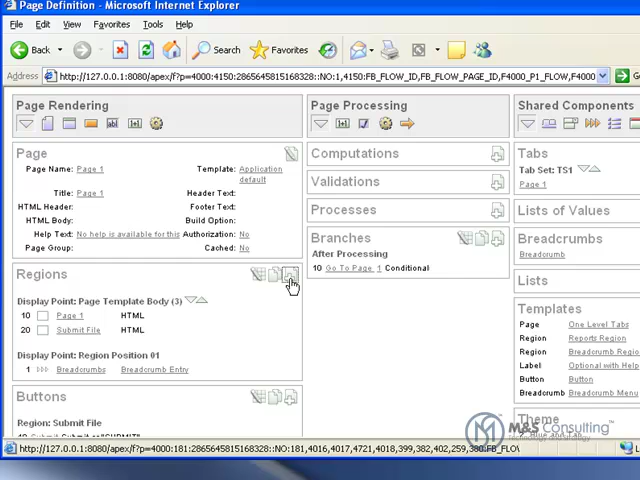 Page Definition - Microsoft Internet Explorer
File Edit View Favorites Tools Help
Back Search Favorites
Address http://127.0.0.1:8080/apex/f?p=4000:4150:2865645815168328::NO:1,4150:FB_FLOW_ID,FB_FLOW_PAGE_ID,F4000_P1_FLOW,F4000_
Page Rendering
Page
Page Name: Page 1
Template: Application default
Title: Page 1
Header Text:
HTML Header:
Footer Text:
HTML Body:
Build Option:
Help Text: No help is available for this
Authorization: No
Page Group:
Cached: No
Regions
Display Point: Page Template Body (3)
10 Page 1 HTML
20 Submit File HTML
Display Point: Region Position 01
1 Breadcrumbs Breadcrumb Entry
Buttons
Region: Submit File
Page Processing
Computations
Validations
Processes
Branches
After Processing
10 Go To Page 1 Conditional
Shared Components
Tabs
Tab Set: TS1
Page 1
Lists of Values
Breadcrumbs
Breadcrumb
Lists
Templates
Page One Level Tabs
Region Reports Region
Region Breadcrumb Regio
Label Optional with Help
Button Button
Breadcrumb Breadcrumb Menu
Theme
M&S Consulting™
http://127.0.0.1:8080/apex/f?p=4000:181:2865645815168328::NO:181,4016,4017,4721,4018,399,382,402,259,380:FB_FLO\